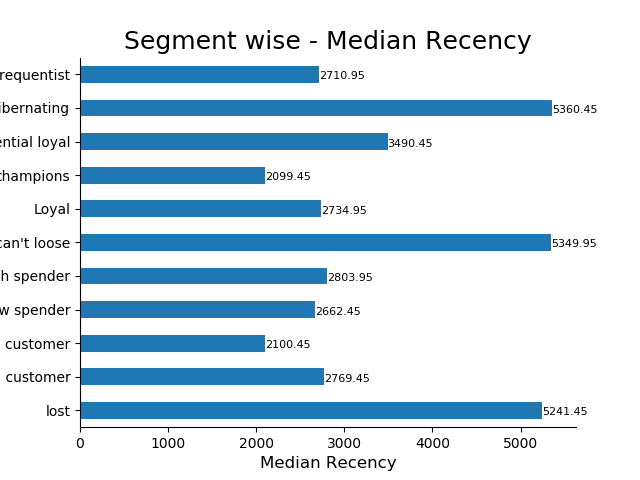 Segment wise - Median Recency
requentist 2710.95
ibernating 5360.45
ential loyal 3490.45
champions 2099.45
Loyal 2734.95
can't loose 5349.95
h spender 2803.95
w spender 2662.45
customer 2100.45
customer 2769.45
lost 5241.45
0 1000 2000 3000 4000 5000
Median Recency